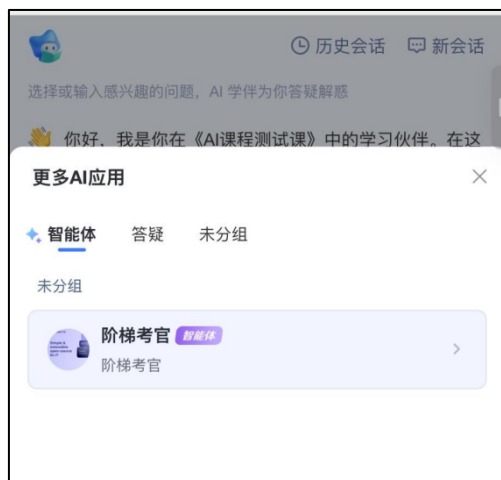 历史会话 新会话
选择或输入感兴趣的问题，AI 学伴为你答疑解惑
👋 你好，我是你在《AI课程测试课》中的学习伙伴。在这
更多AI应用
智能体 答疑 未分组
未分组
阶梯考官 智能体
阶梯考官